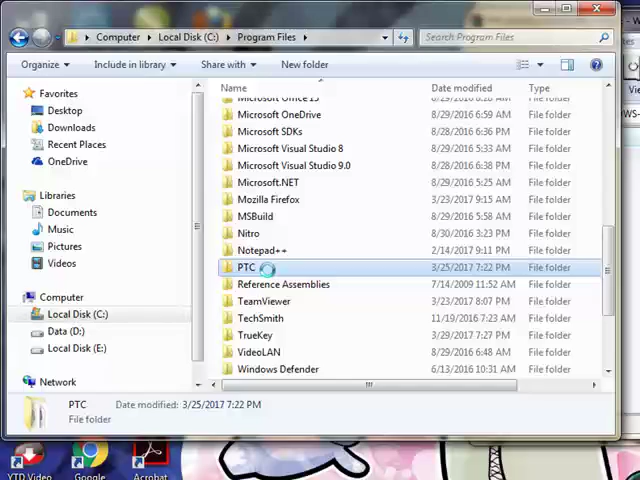 Computer Local Disk (C:) Program Files Search Program Files
Organize Include in library Share with New folder
Name Date modified Type
Microsoft Office 15 8/29/2016 6:28 AM File folder
Microsoft OneDrive 8/29/2016 6:59 AM File folder
Microsoft SDKs 8/28/2016 6:36 PM File folder
Microsoft Visual Studio 8 8/29/2016 5:33 AM File folder
Microsoft Visual Studio 9.0 8/28/2016 6:38 PM File folder
Microsoft.NET 8/29/2016 5:25 AM File folder
Mozilla Firefox 3/23/2017 9:15 AM File folder
MSBuild 8/29/2016 5:58 AM File folder
Nitro 8/30/2016 3:23 PM File folder
Notepad++ 2/14/2017 9:11 PM File folder
PTC 3/25/2017 7:22 PM File folder
Reference Assemblies 7/14/2009 11:52 AM File folder
TeamViewer 3/23/2017 8:07 PM File folder
TechSmith 11/19/2016 7:23 AM File folder
TrueKey 3/29/2017 7:27 PM File folder
VideoLAN 8/29/2016 6:48 AM File folder
Windows Defender 6/13/2016 10:31 AM File folder
Favorites
Desktop
Downloads
Recent Places
OneDrive
Libraries
Documents
Music
Pictures
Videos
Computer
Local Disk (C:)
Data (D:)
Local Disk (E:)
Network
PTC Date modified: 3/25/2017 7:22 PM
File folder
YTD Video Google Acrobat